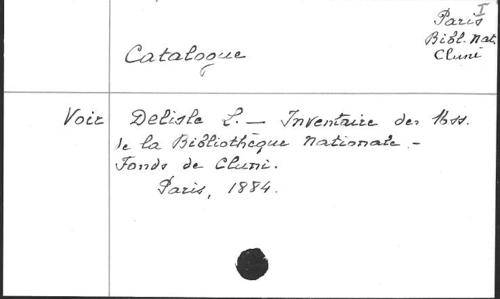 I
Paris
Bibl. Nat.
Cluni
Catalogue
Voir Delisle L. — Inventaire des Mss.
de la Bibliothèque Nationale. -
Fonds de Cluni.
Paris, 1884.